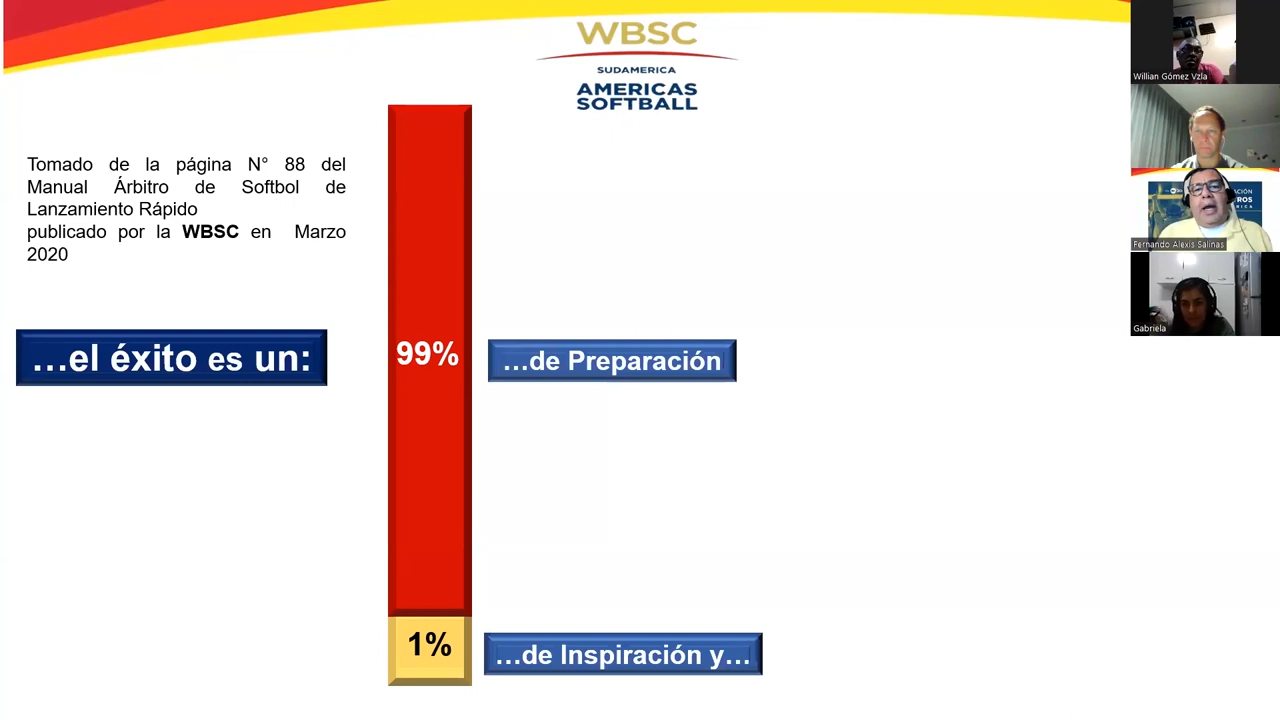 WBSC
SUDAMERICA
AMERICAS
SOFTBALL
Tomado de la página N° 88 del
Manual Árbitro de Softbol de
Lanzamiento Rápido
publicado por la WBSC en Marzo
2020
…el éxito es un:
99%
…de Preparación
1%
…de Inspiración y…
Willian Gómez Vzla
Fernando Alexis Salinas
Gabriela